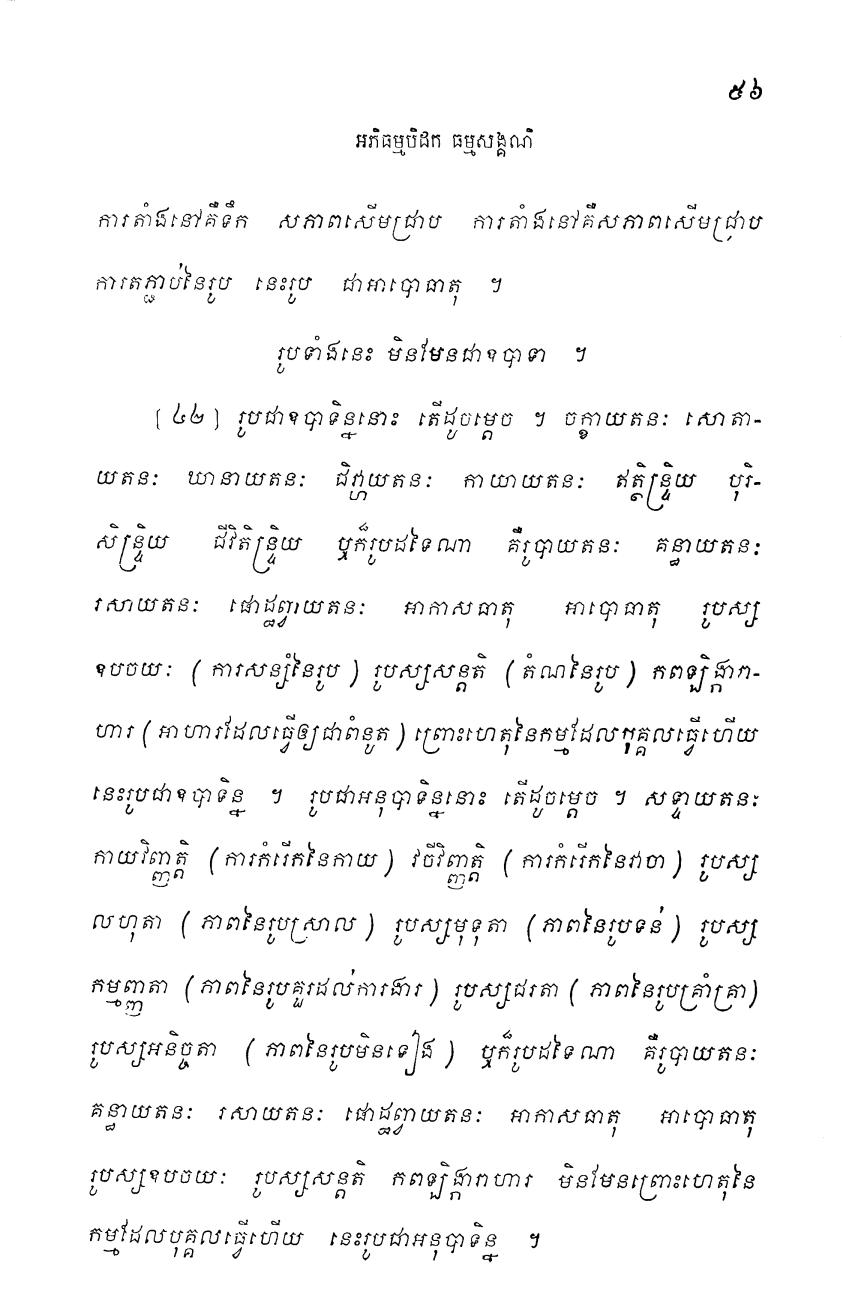 ៥៦
អភិធម្មបិដក ធម្មសង្គណី
ការតាំងនៅគឺទឹក សភាពសើមជ្រាប ការតាំងនៅគឺសភាពសើមជ្រាប
ការតភ្ជាប់នៃរូប នេះរូប ជាអាបោធាតុ ។
រូបទាំងនេះ មិនមែនជាឧបាទា ។
[៤២] រូបជាឧបាទិន្ននោះ តើដូចម្តេច ។ ចក្ខាយតនៈ សោតា-
យតនៈ ឃានាយតនៈ ជិវ្ហាយតនៈ កាយាយតនៈ ឥត្ថិន្ទ្រិយ បុរិ-
សិន្ទ្រិយ ជីវិតិន្ទ្រិយ ឬក៏រូបដទៃណា គឺរូបាយតនៈ គន្ធាយតនៈ
រសាយតនៈ ផោដ្ឋព្វាយតនៈ អាកាសធាតុ អាបោធាតុ រូបស្ស
ឧបចយៈ (ការសន្សំនៃរូប) រូបស្សសន្តតិ (តំណនៃរូប) កពឡិង្ការា-
ហារ (អាហារដែលធ្វើឲ្យជាពំនូត) ព្រោះហេតុនៃកម្មដែលបុគ្គលធ្វើហើយ
នេះរូបជាឧបាទិន្ន ។ រូបជាអនុបាទិន្ននោះ តើដូចម្តេច ។ សទ្ទាយតនៈ
កាយវិញ្ញត្តិ (ការកំរើកនៃកាយ) វចីវិញ្ញត្តិ (ការកំរើកនៃវាចា) រូបស្ស
លហុតា (ភាពនៃរូបស្រាល) រូបស្សមុទុតា (ភាពនៃរូបទន់) រូបស្ស
កម្មញ្ញតា (ភាពនៃរូបគួរដល់ការងារ) រូបស្សជរតា (ភាពនៃរូបគ្រាំគ្រា)
រូបស្សអនិច្ចតា (ភាពនៃរូបមិនទៀង) ឬក៏រូបដទៃណា គឺរូបាយតនៈ
គន្ធាយតនៈ រសាយតនៈ ផោដ្ឋព្វាយតនៈ អាកាសធាតុ អាបោធាតុ
រូបស្សឧបចយៈ រូបស្សសន្តតិ កពឡិង្ការាហារ មិនមែនព្រោះហេតុនៃ
កម្មដែលបុគ្គលធ្វើហើយ នេះរូបជាអនុបាទិន្ន ។